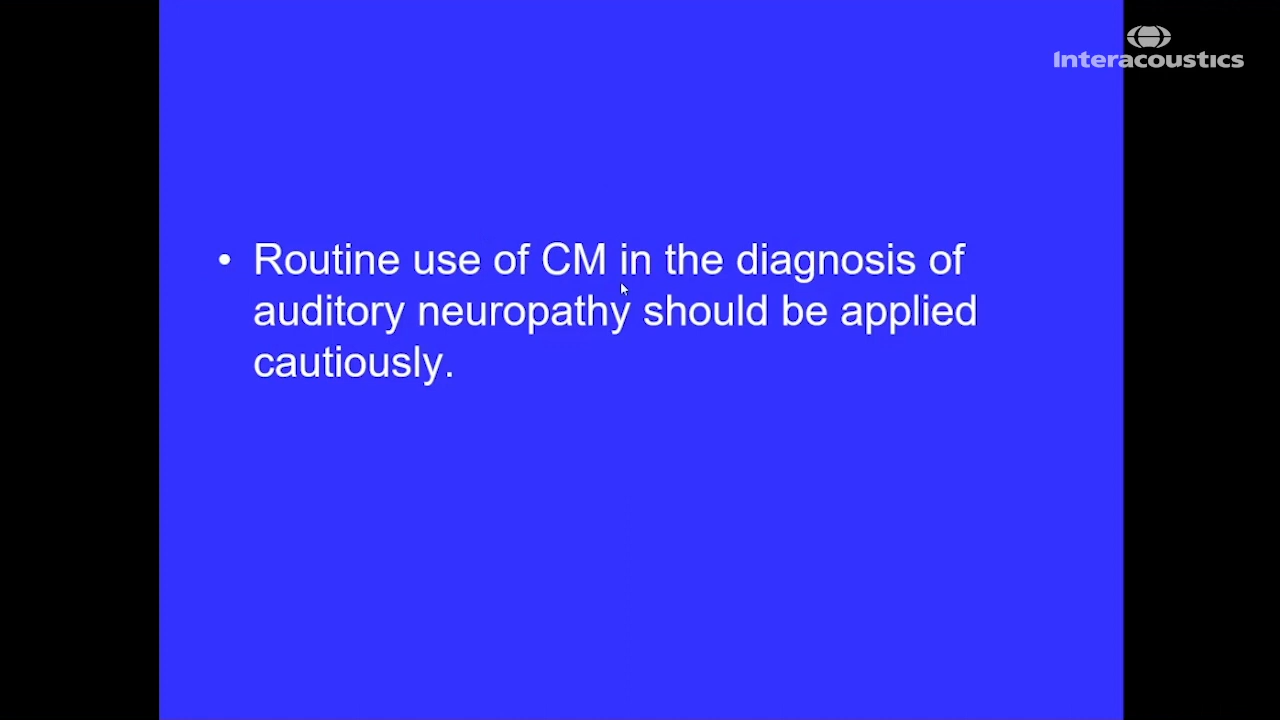 Interacoustics
• Routine use of CM in the diagnosis of
auditory neuropathy should be applied
cautiously.